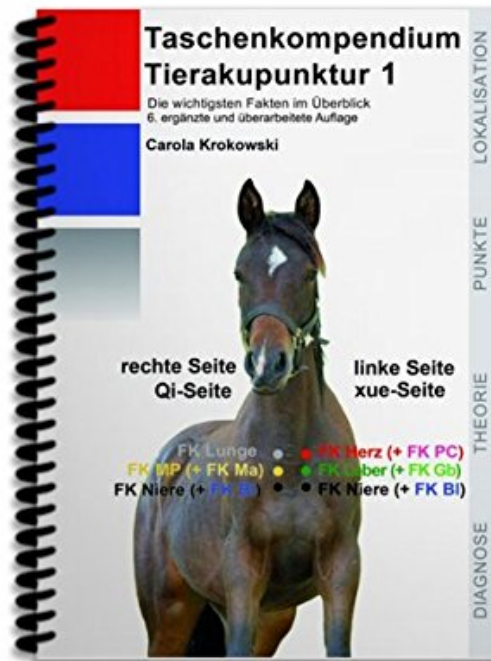 Taschenkompendium
Tierakupunktur 1
Die wichtigsten Fakten im Überblick
6. ergänzte und überarbeitete Auflage
Carola Krokowski
rechte Seite
Qi-Seite
linke Seite
xue-Seite
FK Lunge
FK Herz (+ FK PC)
FK MP (+ FK Ma)
FK Leber (+ FK Gb)
FK Niere (+ FK Bl)
FK Niere (+ FK Bl)
LOKALISATION
PUNKTE
THEORIE
DIAGNOSE